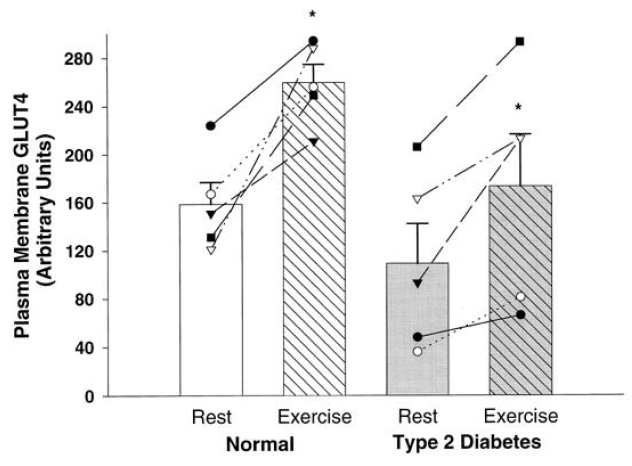 Plasma Membrane GLUT4
(Arbitrary Units)
280
240
200
160
120
80
40
0
*
*
Rest Exercise Rest Exercise
Normal Type 2 Diabetes